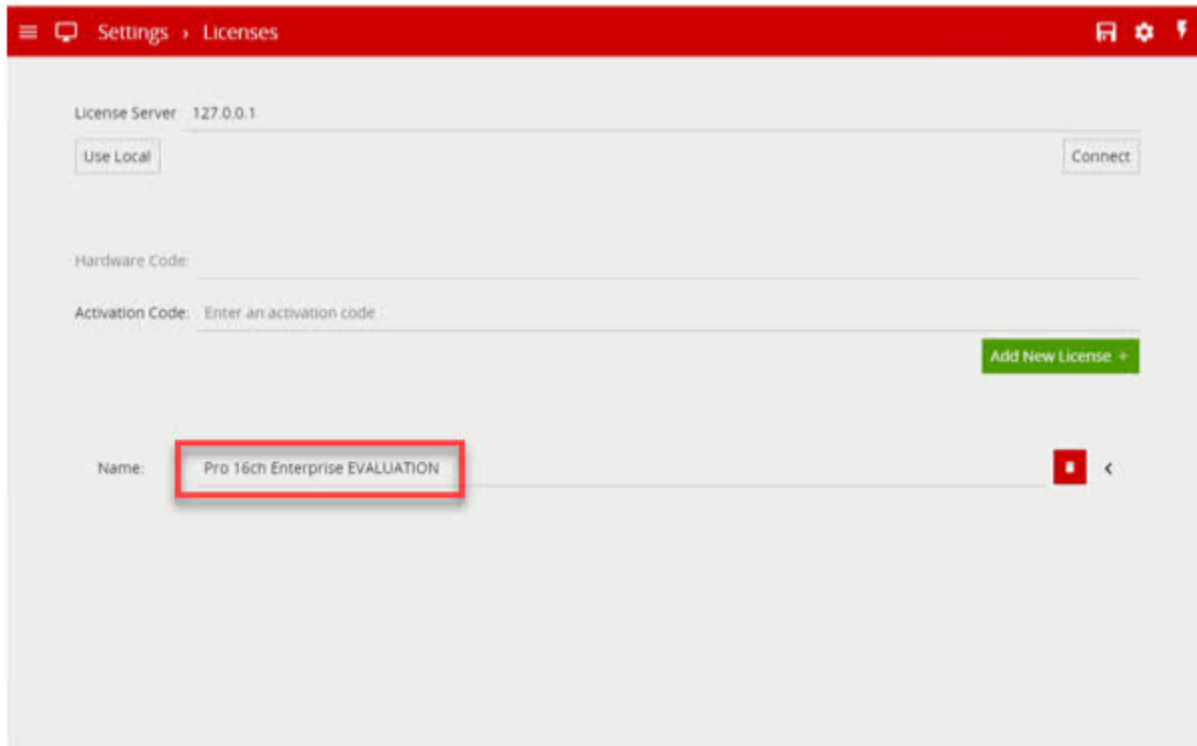 Settings › Licenses
License Server 127.0.0.1
Use Local Connect
Hardware Code:
Activation Code: Enter an activation code
Add New License +
Name: Pro 16ch Enterprise EVALUATION